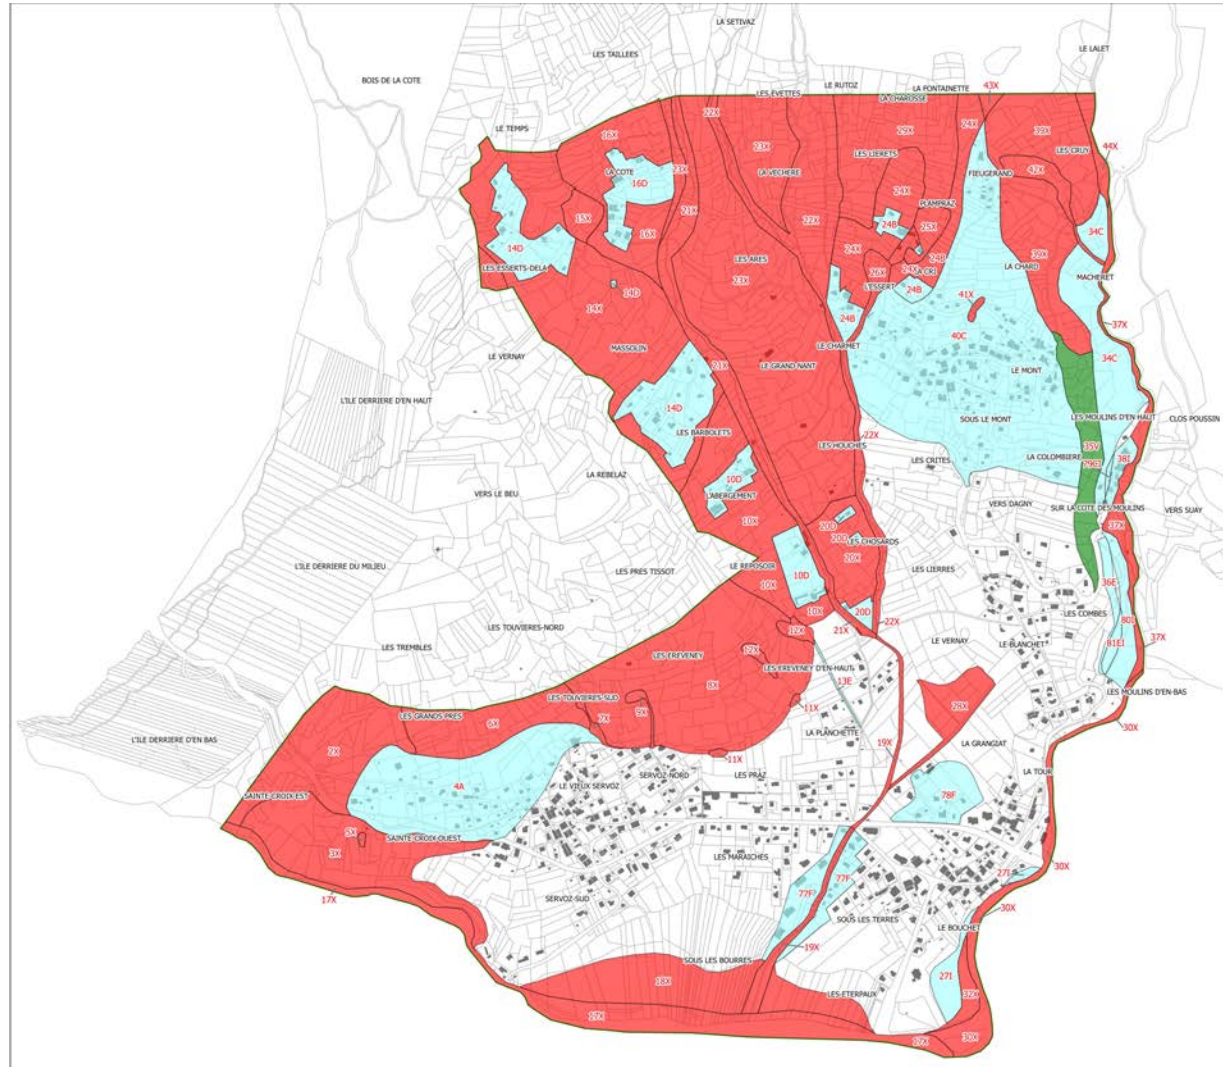 LA SETIVAZ
LE LALET
LES TAILLEES
BOIS DE LA COTE
LE RUTOZ
LA FONTAINETTE
43X
LES EVETTES
LA CHAROSSE
22X
24X
LE TEMPS
16X
29X
39X
23X
LES CRUY
44X
LES LIERETS
LA COTE
23X
LA VECHERE
FIEUGERAND
42X
16D
24X
PLAMPRAZ
21X
15X
22X
24B
25X
34C
16X
14D
24X
39X
LES ARES
24B
LES ESSERTS-DELA
26X
24X
LA CRI
LA CHARD
MACHERET
23X
L'ESSERT
24B
14D
41X
14X
24B
37X
40C
LE CHARMET
MASSOLIN
34C
LE VERNAY
21X
LE GRAND NANT
LE MONT
L'ILE DERRIERE D'EN HAUT
14D
SOUS LE MONT
LES MOULINS D'EN HAUT
CLOS POUSSIN
LES BARBOLETS
22X
LES HOUCHES
35V
LES CRITES
LA COLOMBIERE
79GI
38I
LA REBELAZ
10D
VERS LE BEU
L'ABERGEMENT
VERS DAGNY
SUR LA COTE DES MOULINS
VERS SUAY
10X
20D
37X
20D
LES CHOSARDS
20X
L'ILE DERRIERE DU MILIEU
LES PRES TISSOT
LE REPOSOIR
LES LIERRES
10D
36E
10X
10X
20D
LES COMBES
80I
22X
LES TOUVIERES-NORD
12X
21X
LE VERNAY
LE BLANCHET
81EI
37X
LES TREMBLES
12X
LES EREVENEY
LES EREVENEY D'EN-HAUT
8X
13E
LES MOULINS D'EN-BAS
LES TOUVIERES-SUD
11X
28X
LES GRANDS PRES
6X
7X
9X
30X
LA PLANCHETTE
L'ILE DERRIERE D'EN BAS
2X
19X
LA GRANGIAT
11X
SERVOZ-NORD
LES PRAZ
LA TOUR
4A
LE VIEUX SERVOZ
SAINTE-CROIX-EST
78F
5X
SAINTE-CROIX-OUEST
3X
LES MARAICHES
30X
27I
77F
77F
17X
SERVOZ-SUD
30X
SOUS LES TERRES
LE BOUCHET
19X
SOUS LES BOURRES
27I
18X
LES ETERPAUX
32X
17X
17X
30X